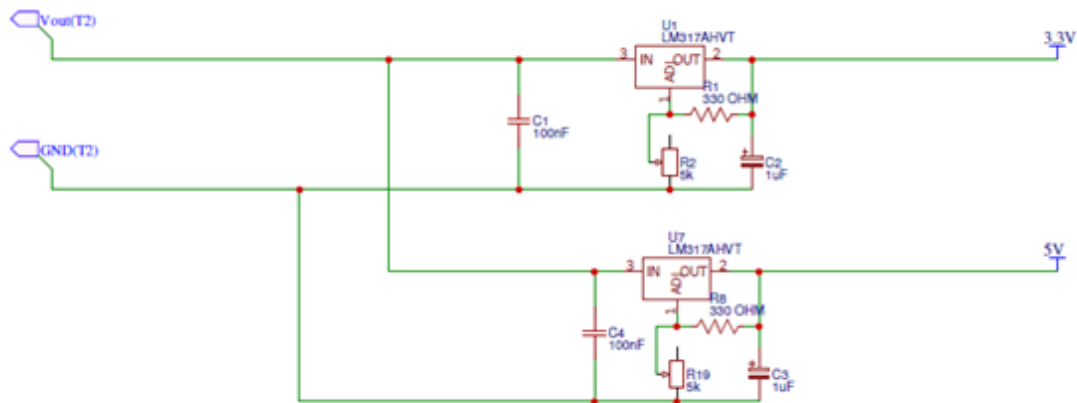 Vout(T2)
U1
LM317AHVT
3.3V
3
IN
OUT
2
ADJ
1
R1
330 OHM
C1
100nF
GND(T2)
R2
5k
C2
1uF
U7
LM317AHVT
5V
3
IN
OUT
2
ADJ
1
R8
330 OHM
C4
100nF
R19
5k
C3
1uF